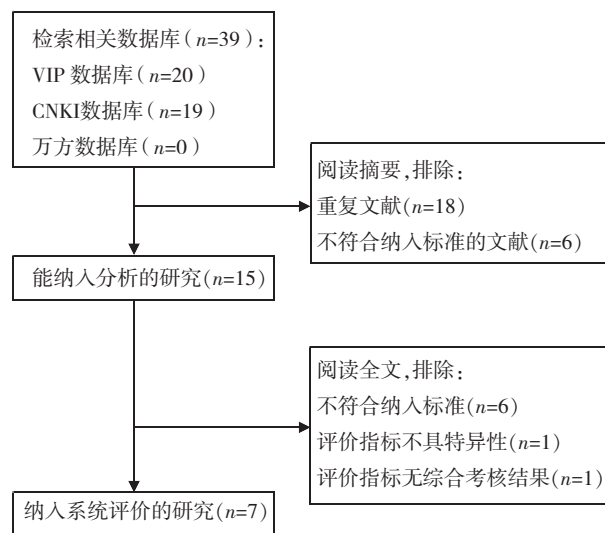 检索相关数据库(n=39):
VIP 数据库(n=20)
CNKI数据库(n=19)
万方数据库(n=0)
阅读摘要,排除:
重复文献(n=18)
不符合纳入标准的文献(n=6)
能纳入分析的研究(n=15)
阅读全文,排除:
不符合纳入标准(n=6)
评价指标不具特异性(n=1)
评价指标无综合考核结果(n=1)
纳入系统评价的研究(n=7)